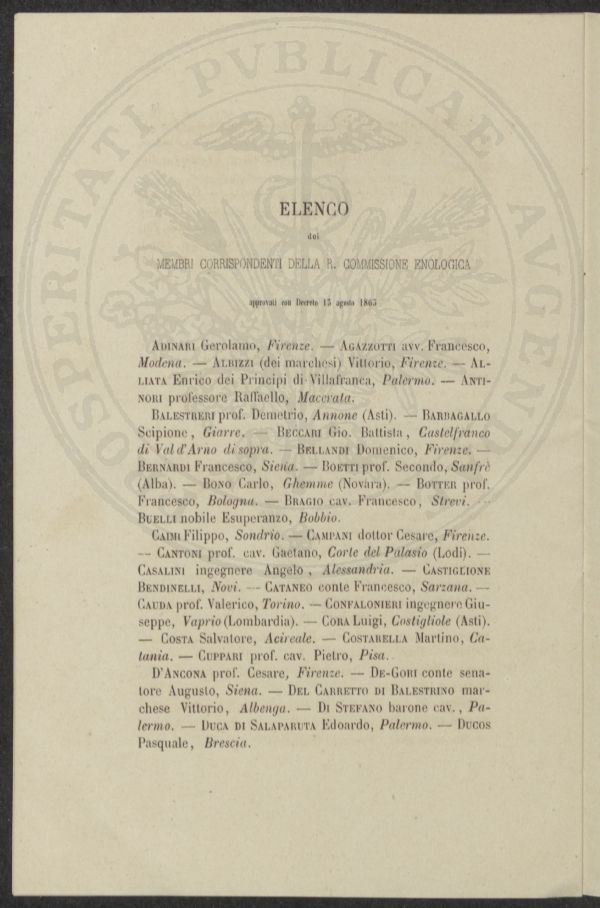 PROSPERITATI PVBLICAE AVGENDAE
ELENCO
dei
MEMBRI CORRISPONDENTI DELLA R. COMMISSIONE ENOLOGICA
approvati con Decreto 15 agosto 1865
ADINARI Gerolamo, Firenze. — AGAZZOTTI avv. Francesco,
Modena. — ALBIZZI (dei marchesi) Vittorio, Firenze. — AL-
LIATA Enrico dei Principi di Villafranca, Palermo. — ANTI-
NORI professore Raffaello, Macerata.
BALESTRERI prof. Demetrio, Annone (Asti). — BARBAGALLO
Scipione, Giarre. — BECCARI Gio. Battista, Castelfranco
di Val d'Arno di sopra. — BELLANDI Domenico, Firenze. —
BERNARDI Francesco, Siena. — BOETTI prof. Secondo, Sanfrè
(Alba). — BONO Carlo, Ghemme (Novara). — BOTTER prof.
Francesco, Bologna. — BRAGIO cav. Francesco, Strevi. —
BUELLI nobile Esuperanzo, Bobbio.
CAIMI Filippo, Sondrio. — CAMPANI dottor Cesare, Firenze.
— CANTONI prof. cav. Gaetano, Corte del Palasio (Lodi). —
CASALINI ingegnere Angelo, Alessandria. — CASTIGLIONE
BENDINELLI, Novi. — CATANEO conte Francesco, Sarzana. —
CAUDA prof. Valerico, Torino. — CONFALONIERI ingegnere Giu-
seppe, Vaprio (Lombardia). — CORA Luigi, Costigliole (Asti).
— COSTA Salvatore, Acireale. — COSTARELLA Martino, Ca-
tania. — CUPPARI prof. cav. Pietro, Pisa.
D'ANCONA prof. Cesare, Firenze. — DE-GORI conte sena-
tore Augusto, Siena. — DEL CARRETTO DI BALESTRINO mar-
chese Vittorio, Albenga. — DI STEFANO barone cav., Pa-
lermo. — DUCA DI SALAPARUTA Edoardo, Palermo. — DUCOS
Pasquale, Brescia.